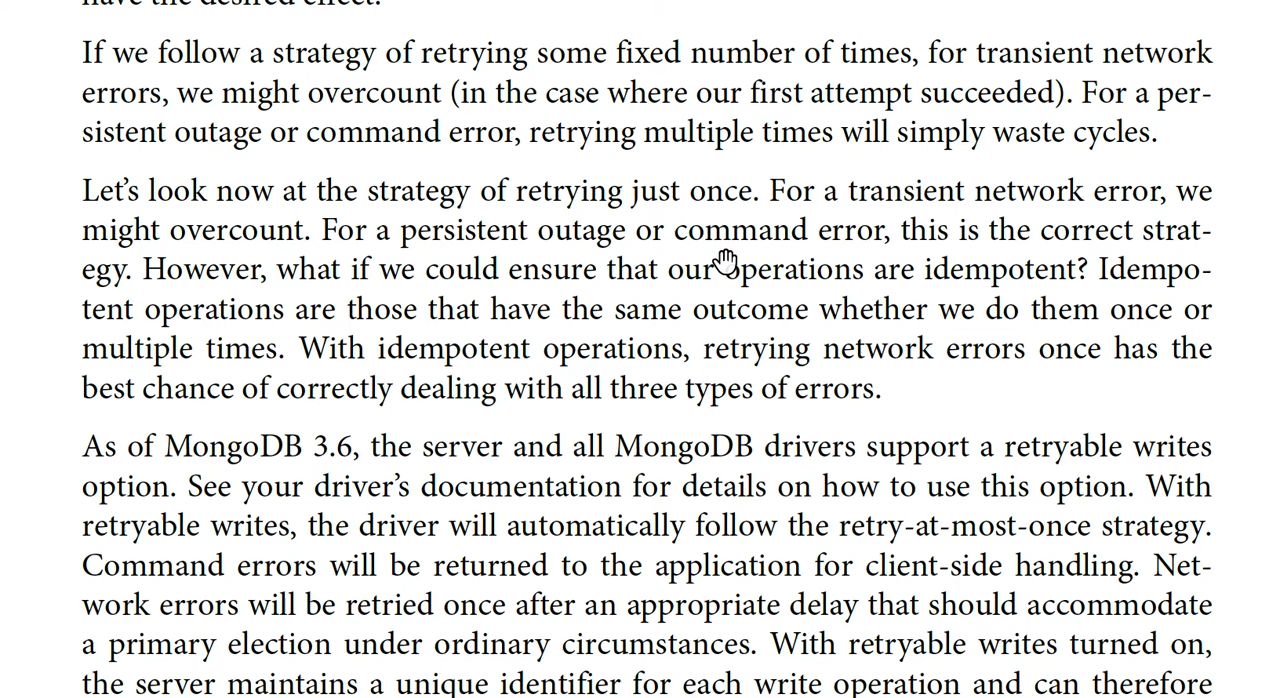 have the desired effect.
If we follow a strategy of retrying some fixed number of times, for transient network
errors, we might overcount (in the case where our first attempt succeeded). For a per-
sistent outage or command error, retrying multiple times will simply waste cycles.
Let’s look now at the strategy of retrying just once. For a transient network error, we
might overcount. For a persistent outage or command error, this is the correct strat-
egy. However, what if we could ensure that our operations are idempotent? Idempo-
tent operations are those that have the same outcome whether we do them once or
multiple times. With idempotent operations, retrying network errors once has the
best chance of correctly dealing with all three types of errors.
As of MongoDB 3.6, the server and all MongoDB drivers support a retryable writes
option. See your driver’s documentation for details on how to use this option. With
retryable writes, the driver will automatically follow the retry-at-most-once strategy.
Command errors will be returned to the application for client-side handling. Net-
work errors will be retried once after an appropriate delay that should accommodate
a primary election under ordinary circumstances. With retryable writes turned on,
the server maintains a unique identifier for each write operation and can therefore